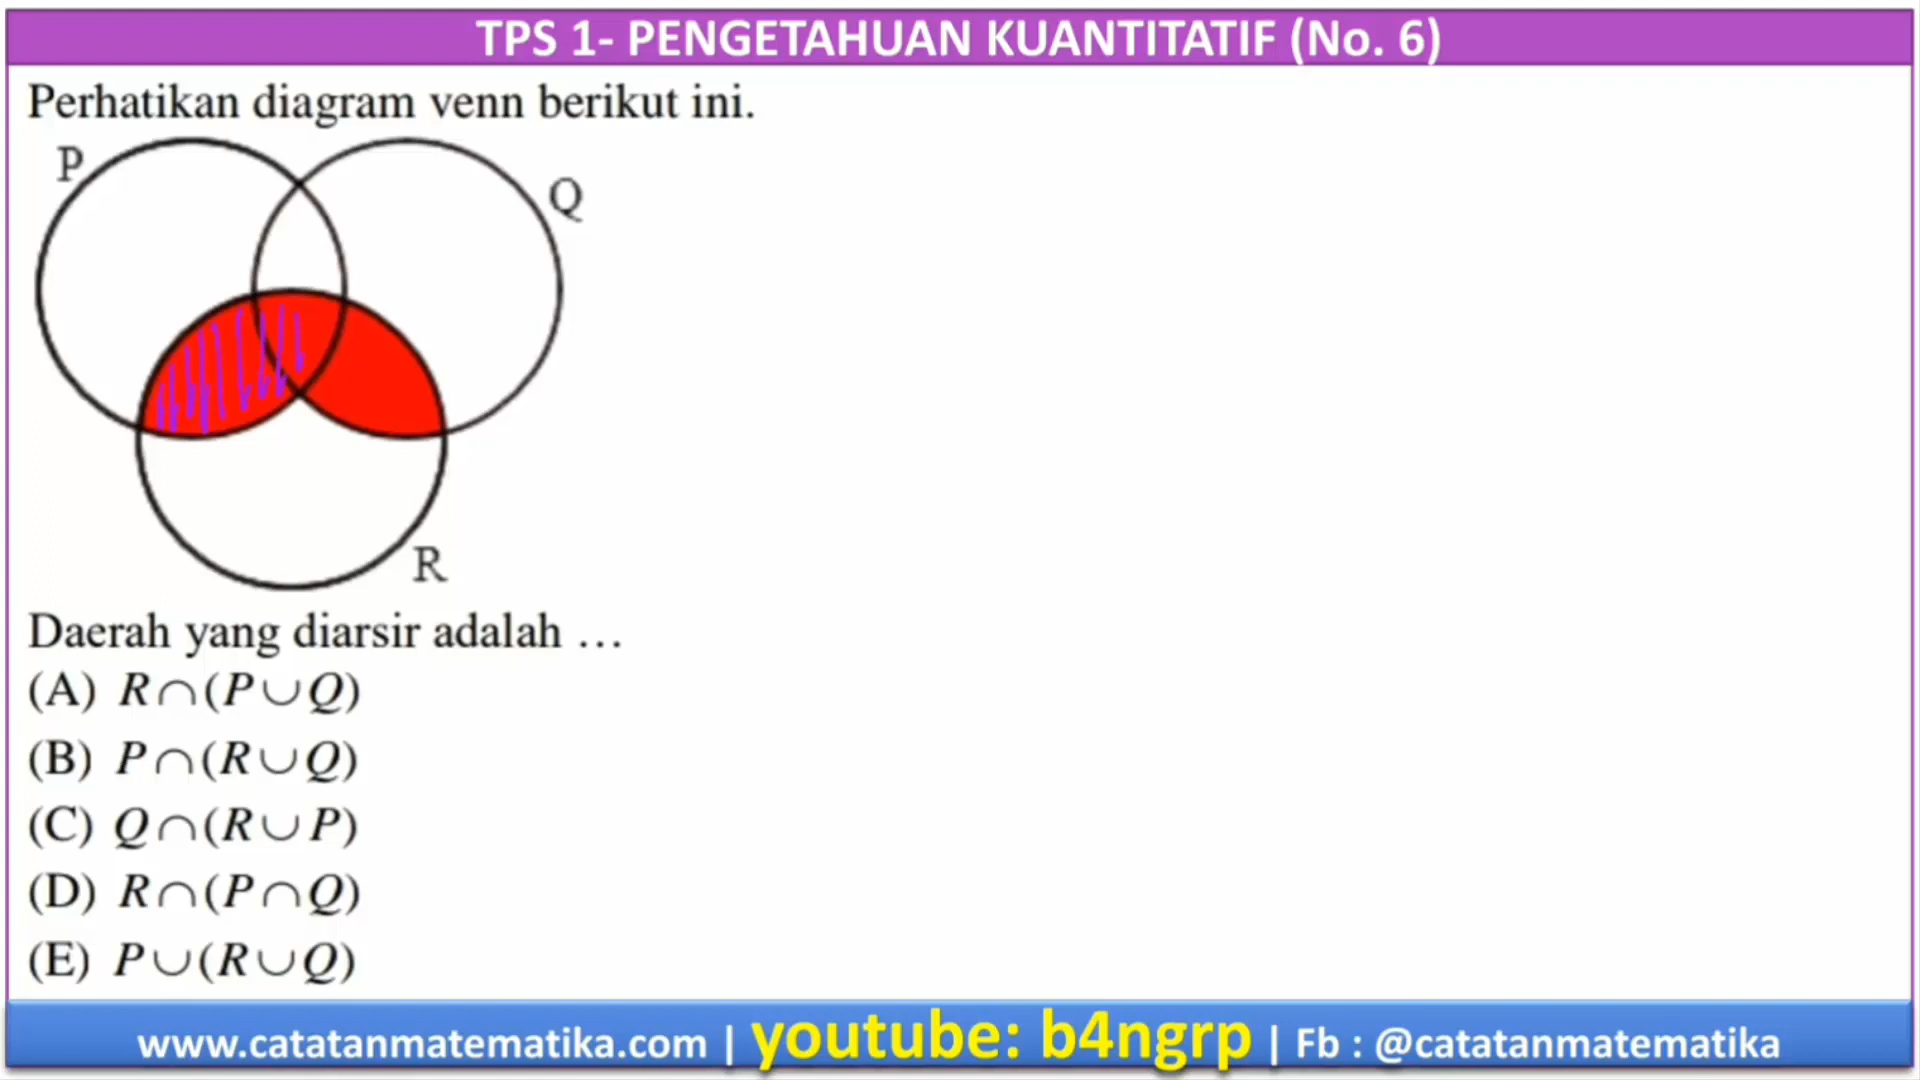 TPS 1- PENGETAHUAN KUANTITATIF (No. 6)
Perhatikan diagram venn berikut ini.
P
Q
R
Daerah yang diarsir adalah …
(A) R∩(P∪Q)
(B) P∩(R∪Q)
(C) Q∩(R∪P)
(D) R∩(P∩Q)
(E) P∪(R∪Q)
www.catatanmatematika.com | youtube: b4ngrp | Fb : @catatanmatematika